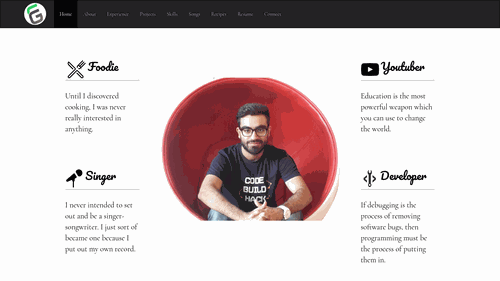 Home About Experience Projects Skills Songs Recipes Resume Contact
Foodie
Until I discovered
cooking, I was never
really interested in
anything.
Singer
I never intended to set
out and be a singer-
songwriter. I just sort of
became one because I
put out my own record.
CODE
BUILD
HACK
Youtuber
Education is the most
powerful weapon which
you can use to change
the world.
Developer
If debugging is the
process of removing
software bugs, then
programming must be
the process of putting
them in.